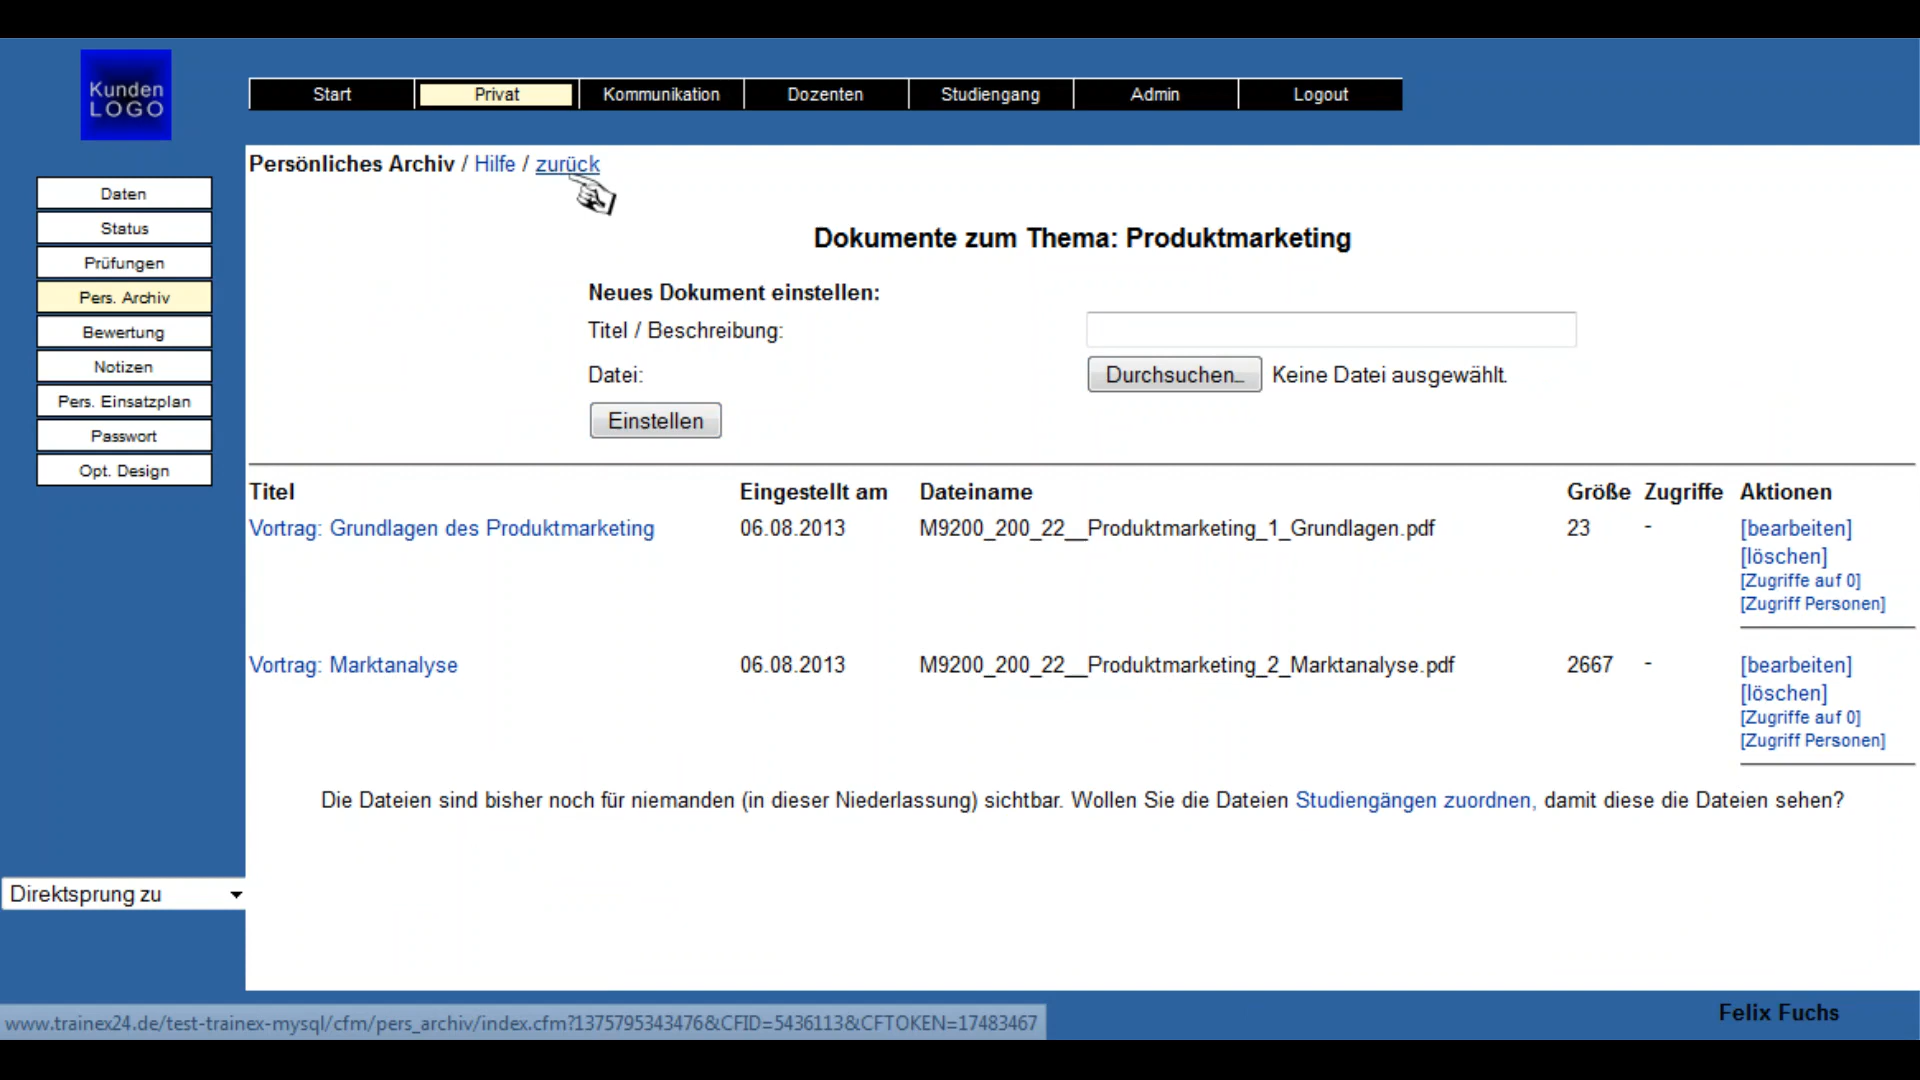 Kunden
LOGO
Start Privat Kommunikation Dozenten Studiengang Admin Logout
Persönliches Archiv / Hilfe / zurück
Daten
Status
Prüfungen
Pers. Archiv
Bewertung
Notizen
Pers. Einsatzplan
Passwort
Opt. Design
Dokumente zum Thema: Produktmarketing
Neues Dokument einstellen:
Titel / Beschreibung:
Datei: Durchsuchen... Keine Datei ausgewählt.
Einstellen
Titel Eingestellt am Dateiname Größe Zugriffe Aktionen
Vortrag: Grundlagen des Produktmarketing 06.08.2013 M9200_200_22__Produktmarketing_1_Grundlagen.pdf 23 - [bearbeiten]
[löschen]
[Zugriffe auf 0]
[Zugriff Personen]
Vortrag: Marktanalyse 06.08.2013 M9200_200_22__Produktmarketing_2_Marktanalyse.pdf 2667 - [bearbeiten]
[löschen]
[Zugriffe auf 0]
[Zugriff Personen]
Die Dateien sind bisher noch für niemanden (in dieser Niederlassung) sichtbar. Wollen Sie die Dateien Studiengängen zuordnen, damit diese die Dateien sehen?
Direktsprung zu
Felix Fuchs
www.trainex24.de/test-trainex-mysql/cfm/pers_archiv/index.cfm?1375795343476&CFID=5436113&CFTOKEN=17483467